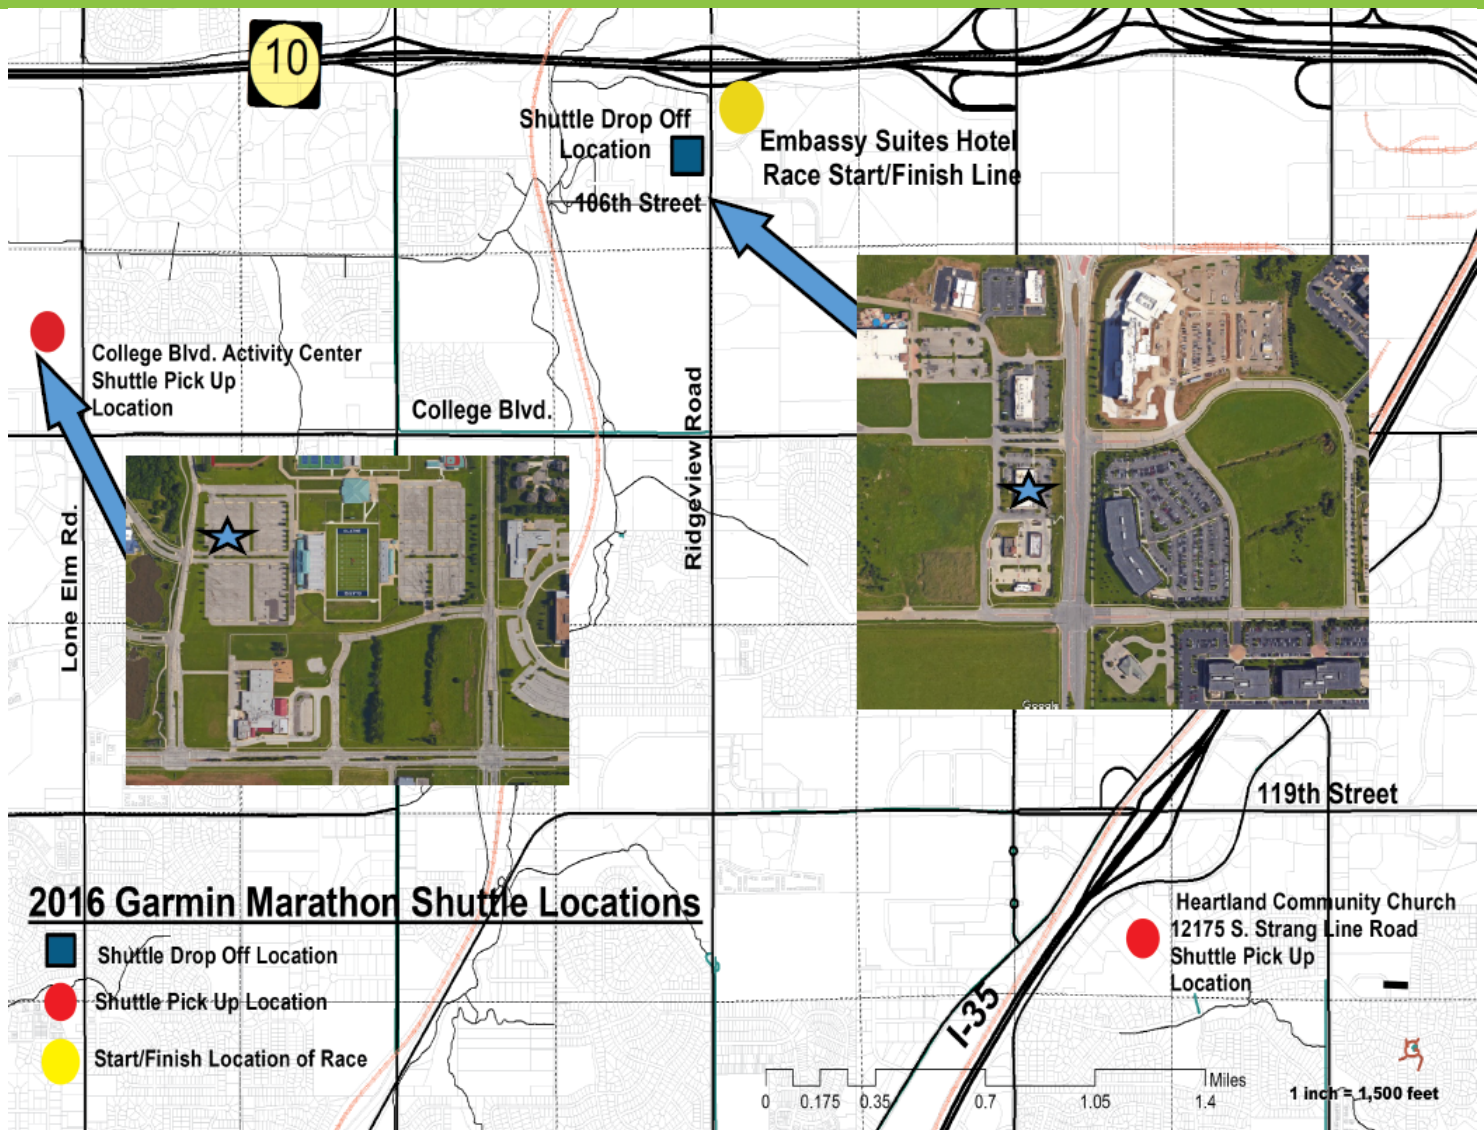 10
Shuttle Drop Off
Location
106th Street
Embassy Suites Hotel
Race Start/Finish Line
College Blvd. Activity Center
Shuttle Pick Up
Location
College Blvd.
Ridgeview Road
Lone Elm Rd.
Google
119th Street
2016 Garmin Marathon Shuttle Locations
Shuttle Drop Off Location
Shuttle Pick Up Location
Start/Finish Location of Race
Heartland Community Church
12175 S. Strang Line Road
Shuttle Pick Up
Location
I-35
Miles
0 0.175 0.35 0.7 1.05 1.4
1 inch = 1,500 feet